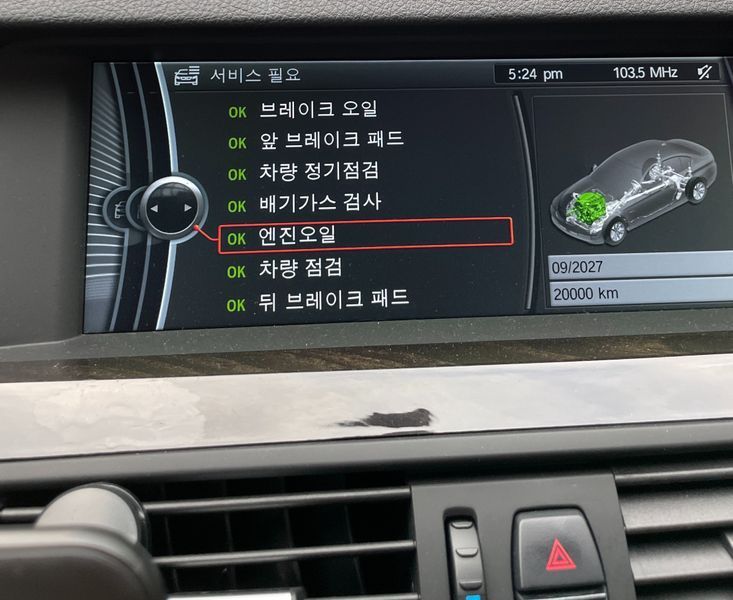 서비스 필요
5:24 pm
103.5 MHz
OK 브레이크 오일
OK 앞 브레이크 패드
OK 차량 정기점검
OK 배기가스 검사
OK 엔진오일
OK 차량 점검
OK 뒤 브레이크 패드
09/2027
20000 km